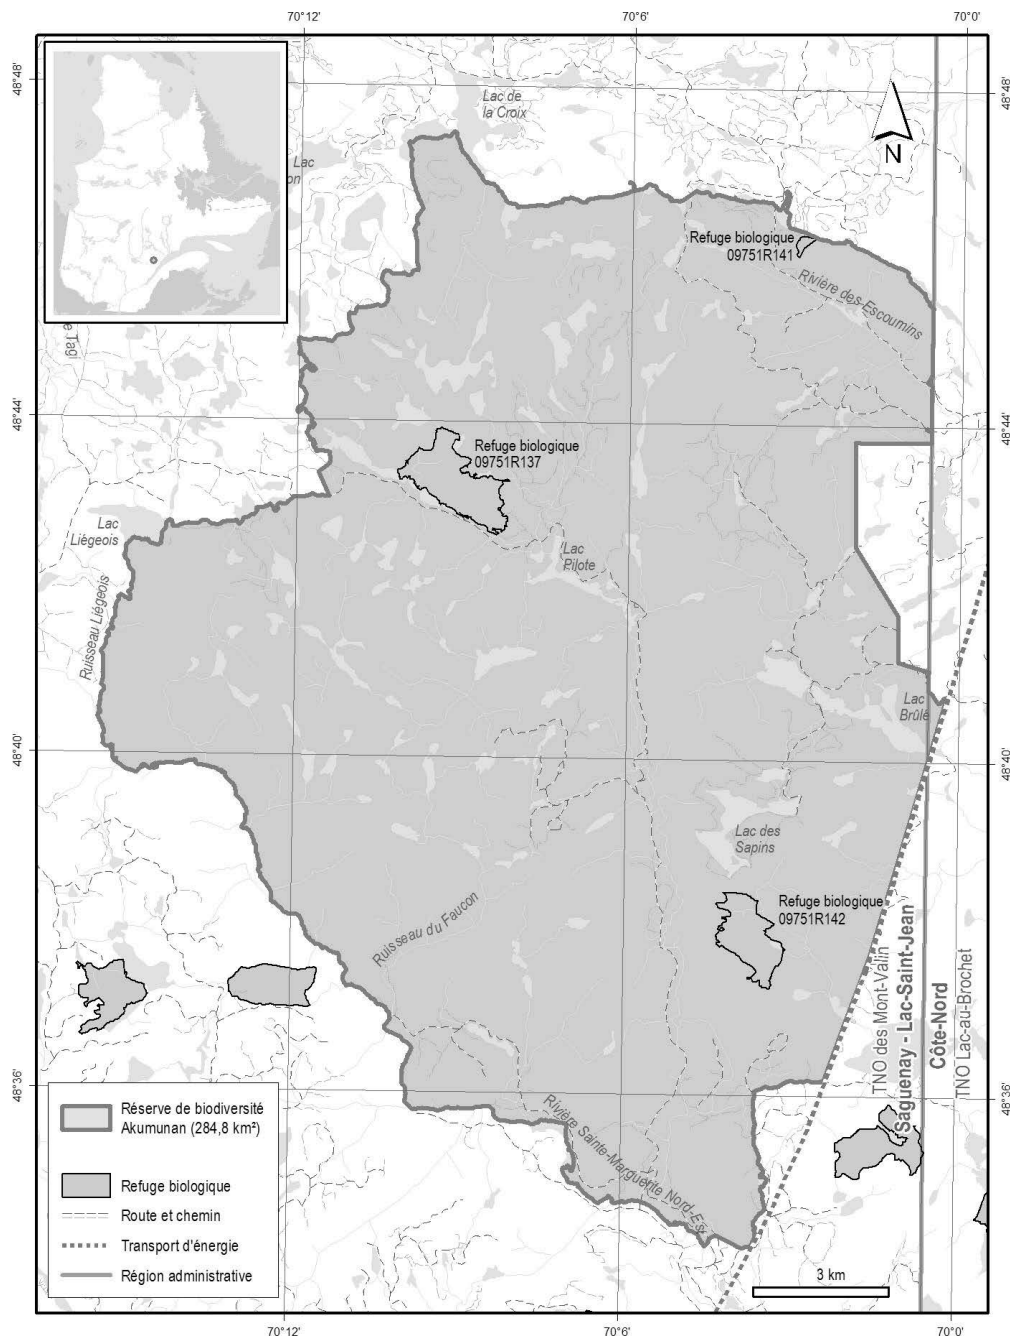 70°12'
70°6'
70°0'
48°48'
48°48'
Lac de
la Croix
Lac
on
N
Refuge biologique
09751R141
Rivière des Escoumins
e Tagi
48°44'
48°44'
Refuge biologique
09751R137
Lac
Liégeois
Lac
Pilote
Ruisseau Liégeois
Lac
Brûlé
48°40'
48°40'
Lac des
Sapins
Refuge biologique
09751R142
Ruisseau du Faucon
TNO des Mont-Valin
Saguenay - Lac-Saint-Jean
Côte-Nord
TNO Lac-au-Brochet
48°36'
48°36'
Rivière Sainte-Marguerite Nord-Est
Réserve de biodiversité
Akumunan (284,8 km²)
Refuge biologique
Route et chemin
Transport d'énergie
Région administrative
3 km
70°12'
70°6'
70°0'